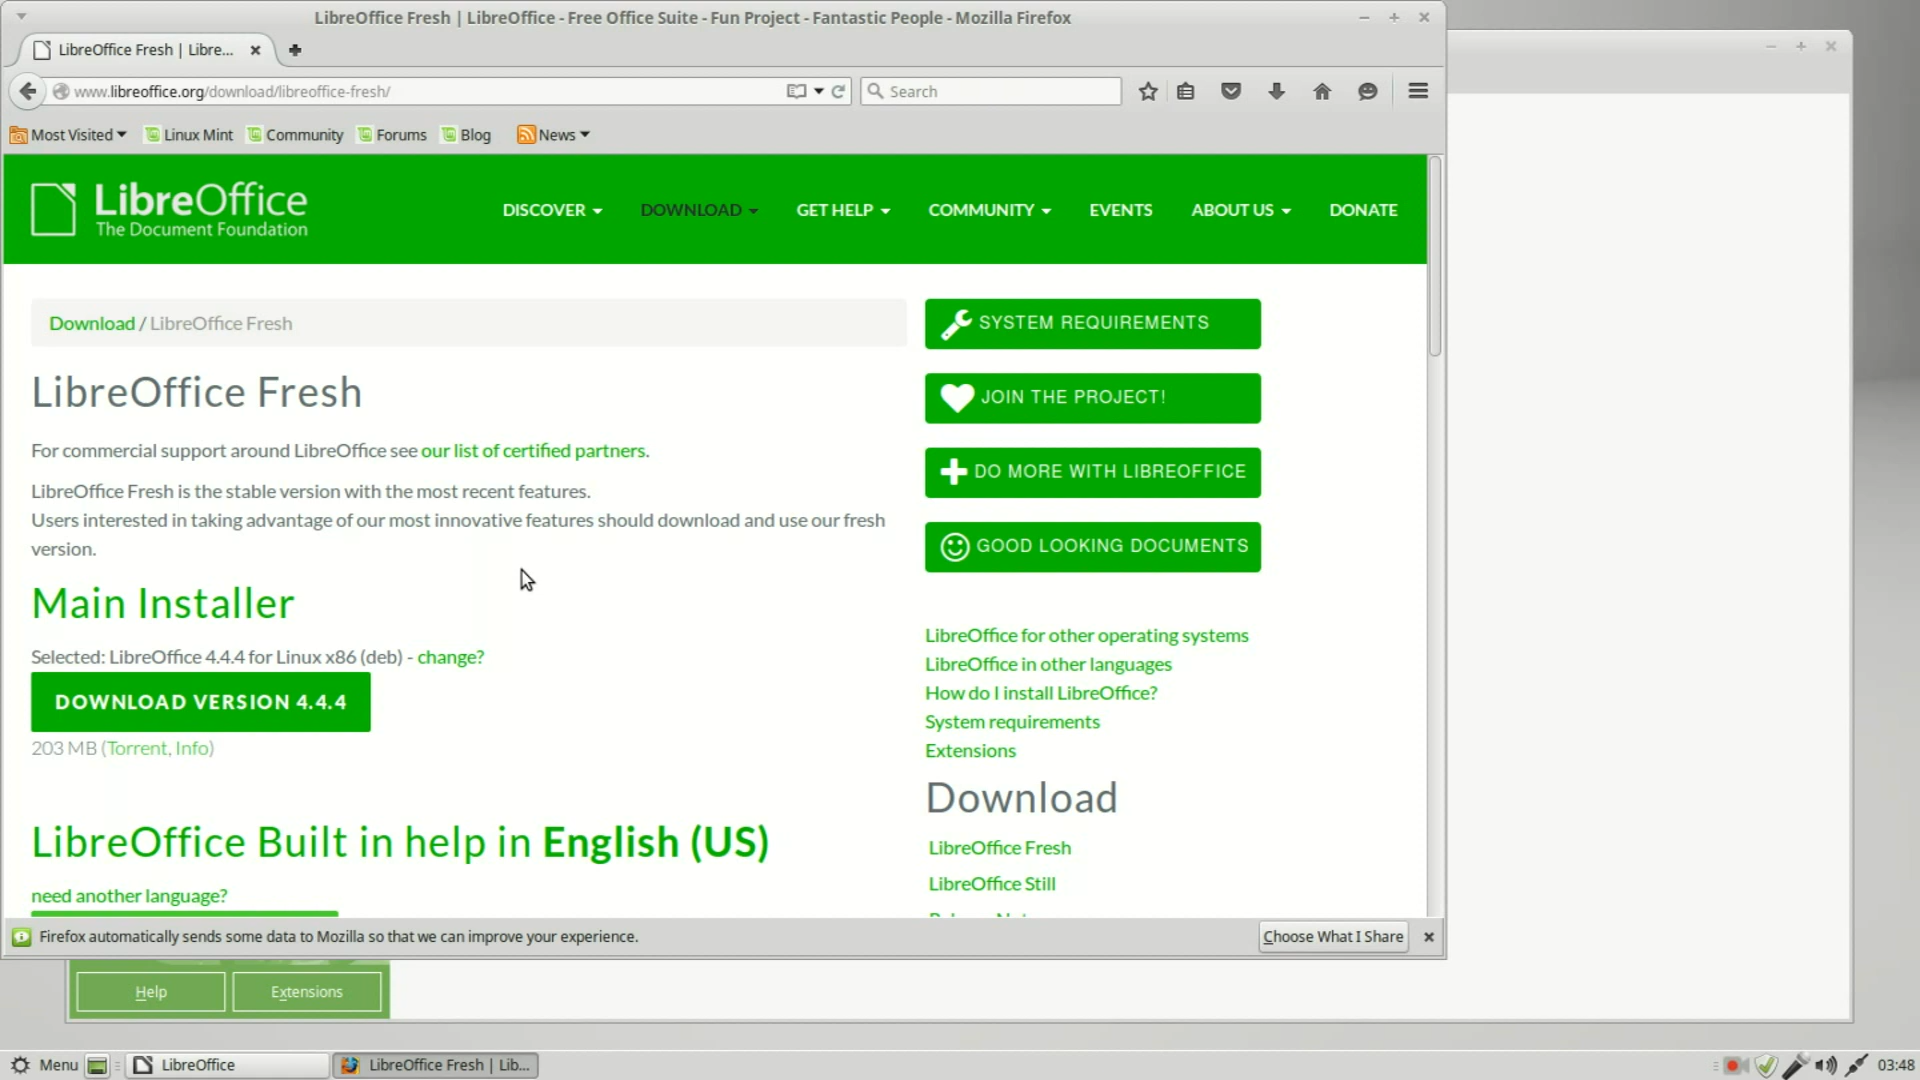 LibreOffice Fresh | LibreOffice - Free Office Suite - Fun Project - Fantastic People - Mozilla Firefox
LibreOffice Fresh | Libre...
www.libreoffice.org/download/libreoffice-fresh/
Search
Most Visited
Linux Mint
Community
Forums
Blog
News
LibreOffice
The Document Foundation
DISCOVER
DOWNLOAD
GET HELP
COMMUNITY
EVENTS
ABOUT US
DONATE
Download / LibreOffice Fresh
LibreOffice Fresh
For commercial support around LibreOffice see our list of certified partners.
LibreOffice Fresh is the stable version with the most recent features.
Users interested in taking advantage of our most innovative features should download and use our fresh
version.
Main Installer
Selected: LibreOffice 4.4.4 for Linux x86 (deb) - change?
DOWNLOAD VERSION 4.4.4
203 MB (Torrent, Info)
LibreOffice Built in help in English (US)
need another language?
SYSTEM REQUIREMENTS
JOIN THE PROJECT!
DO MORE WITH LIBREOFFICE
GOOD LOOKING DOCUMENTS
LibreOffice for other operating systems
LibreOffice in other languages
How do I install LibreOffice?
System requirements
Extensions
Download
LibreOffice Fresh
LibreOffice Still
Firefox automatically sends some data to Mozilla so that we can improve your experience.
Choose What I Share
Help
Extensions
Menu
LibreOffice
LibreOffice Fresh | Lib...
03:48